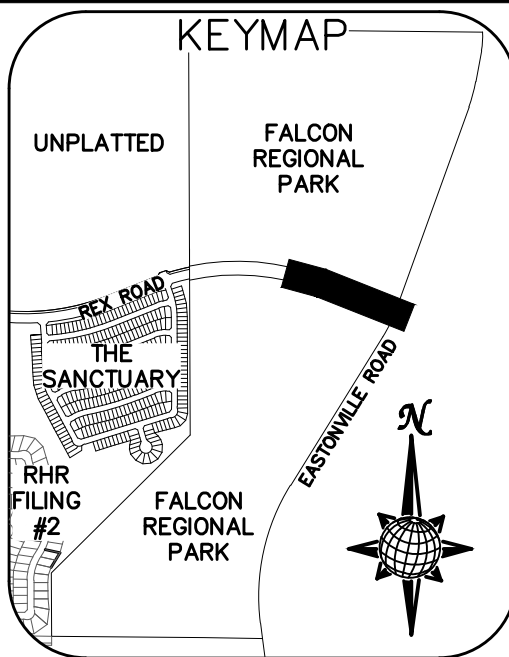 KEYMAP
UNPLATTED
FALCON
REGIONAL
PARK
REX ROAD
THE
SANCTUARY
EASTONVILLE ROAD
N
RHR
FILING
#2
FALCON
REGIONAL
PARK